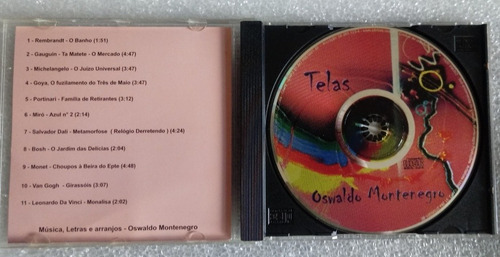 1 - Rembrandt - O Banho (1:51)
2 - Gauguin - Ta Matete - O Mercado (4:47)
3 - Michelangelo - O Juizo Universal (3:47)
4 - Goya, O fuzilamento do Três de Maio (3:47)
5 - Portinari - Familia de Retirantes (3:12)
6 - Miró - Azul n° 2 (2:14)
7 - Salvador Dali - Metamorfose ( Relógio Derretendo ) (4:24)
8 - Bosh - O Jardim das Delicias (2:04)
9 - Monet - Choupos à Beira do Epte (4:48)
10 - Van Gogh - Girassóis (3:07)
11 - Leonardo Da Vinci - Monalisa (2:02)
Música, Letras e arranjos - Oswaldo Montenegro
Telas
Oswaldo Montenegro